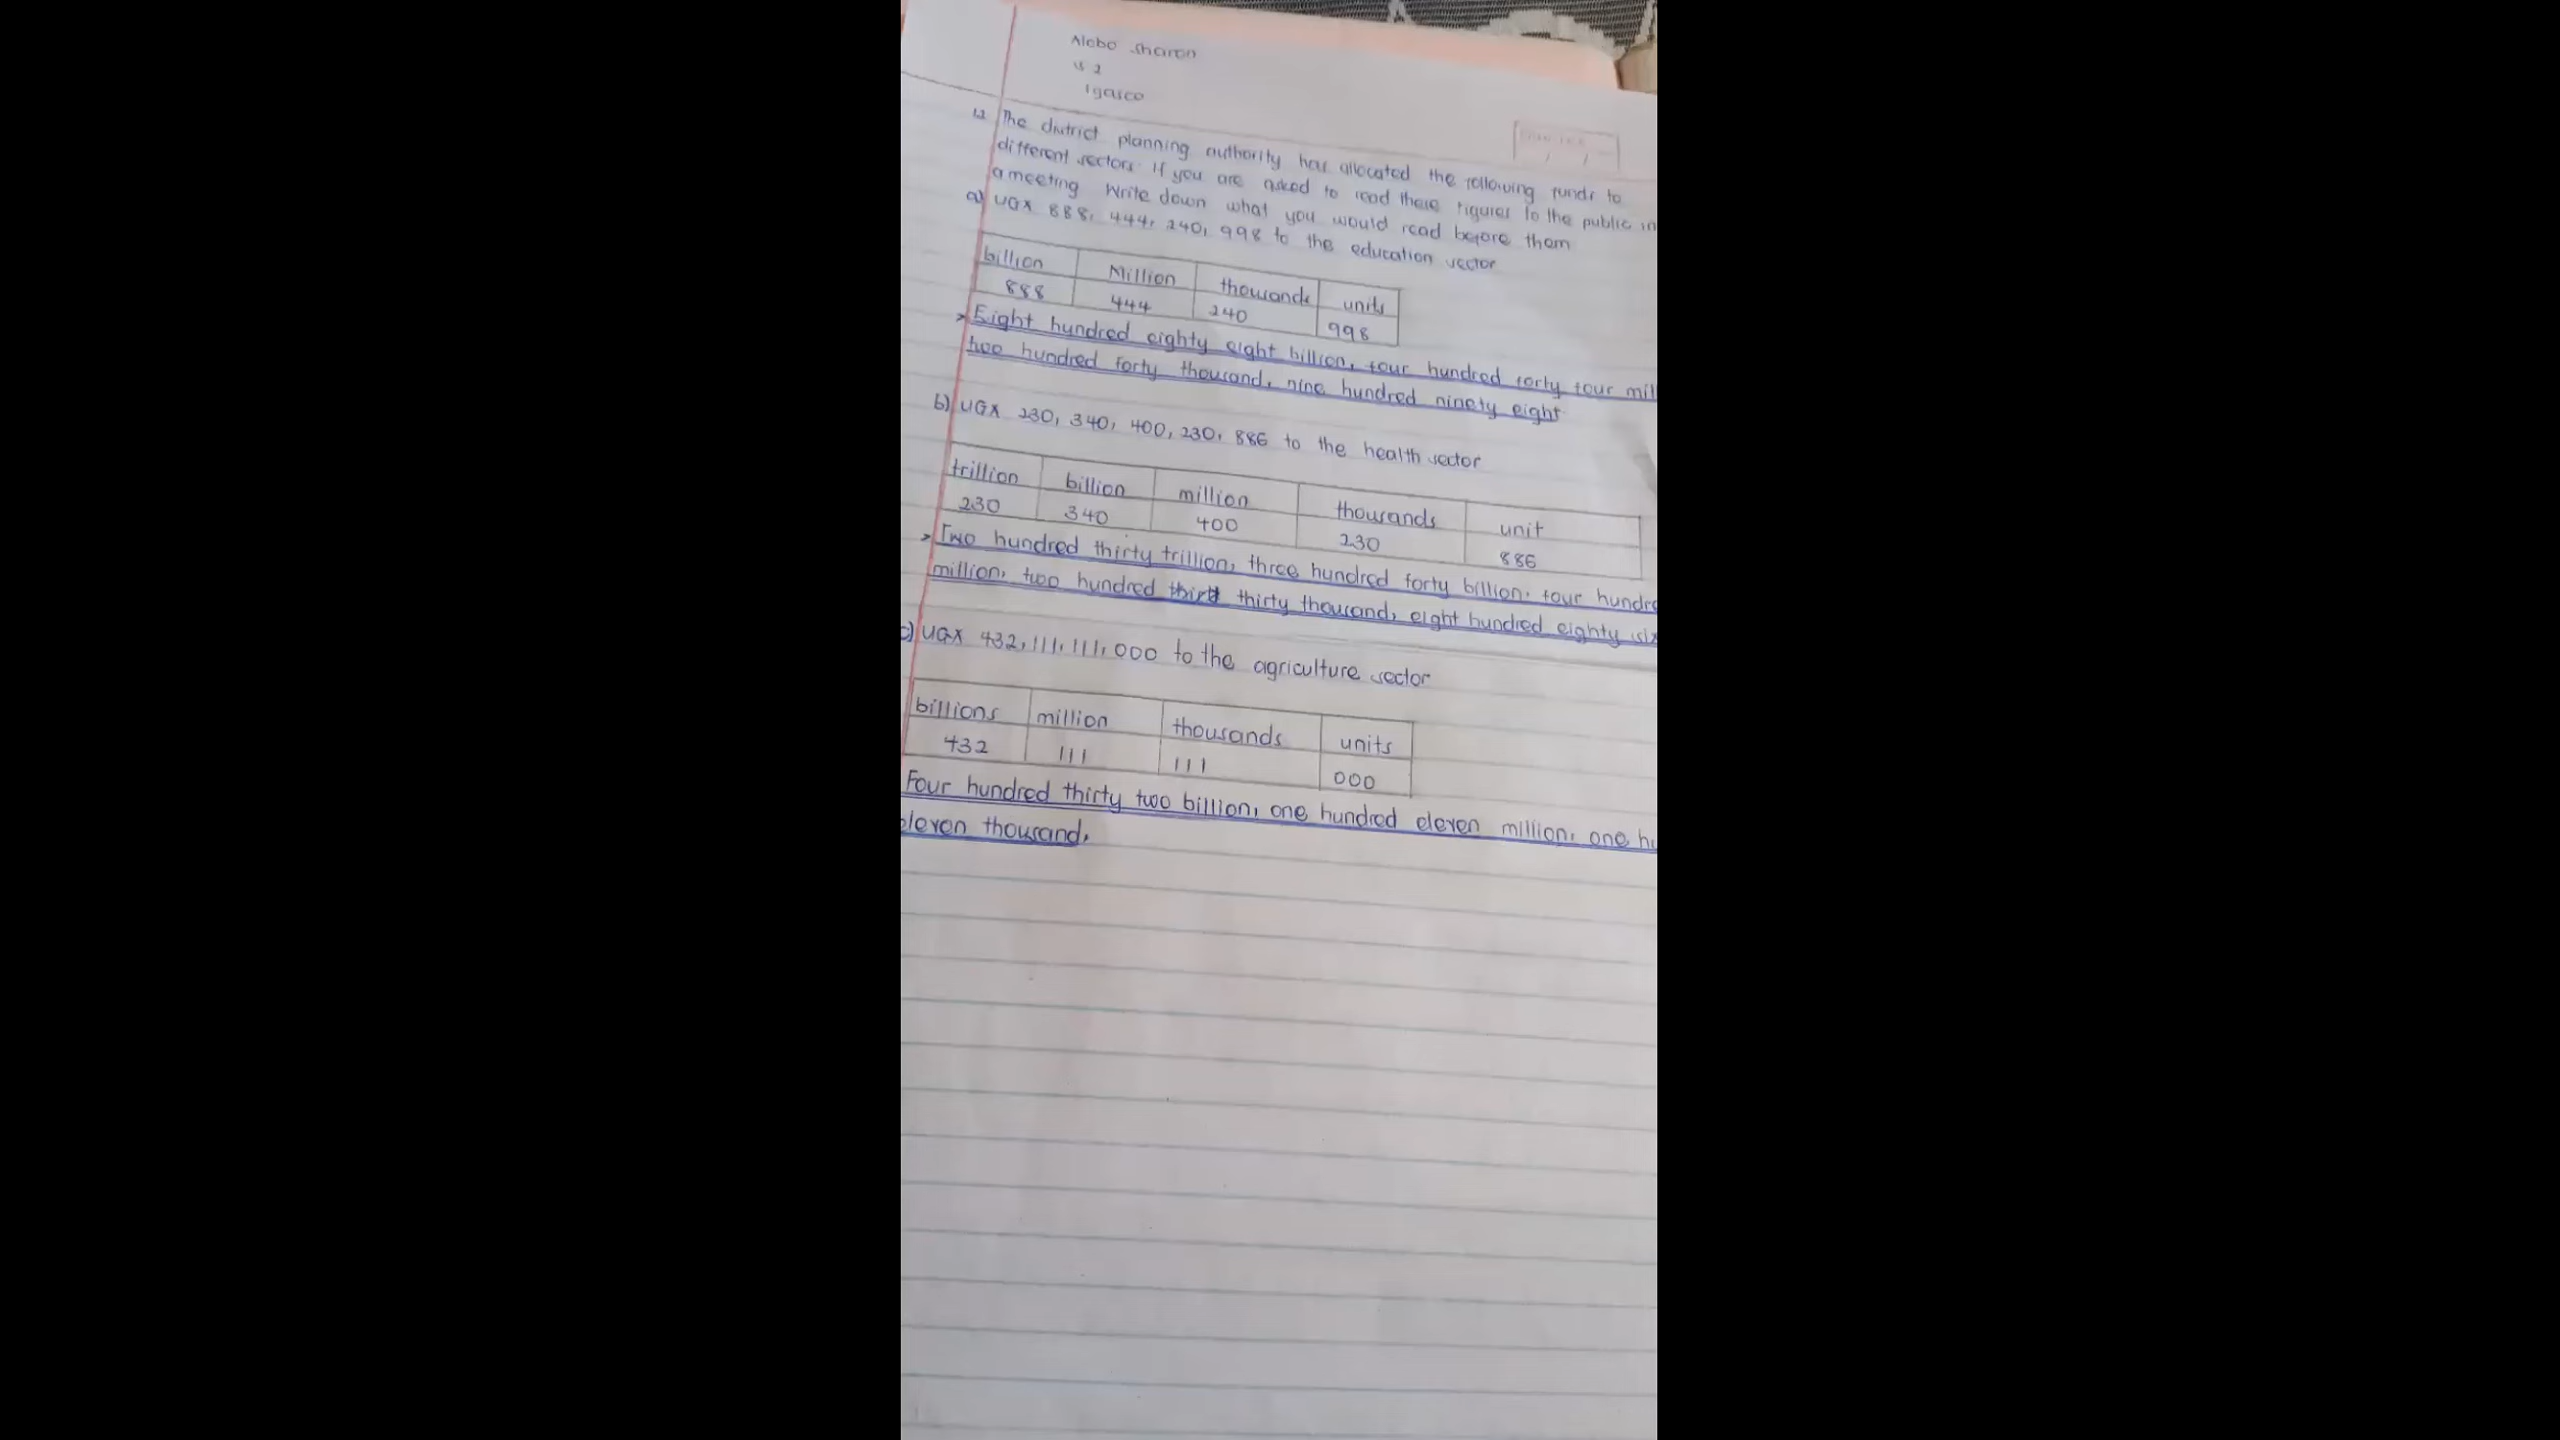 Alobo Sharon
S 2
Igasco
12 The district planning authority has allocated the following funds to
different sectors. If you are asked to read these figures to the public in
a meeting Write down what you would read before them
a) UGX 888, 444, 240, 998 to the education sector
billion Million thousands units
888 444 240 998
Eight hundred eighty eight billion, four hundred forty four mil
two hundred forty thousand, nine hundred ninety eight
b) UGX 230, 340, 400, 230, 886 to the health sector
trillion billion million thousands unit
230 340 400 230 886
Two hundred thirty trillion, three hundred forty billion, four hundre
million, two hundred thirty thousand, eight hundred eighty six
c) UGX 432, 111, 111, 000 to the agriculture sector
billions million thousands units
432 111 111 000
Four hundred thirty two billion, one hundred eleven million, one hu
eleven thousand,